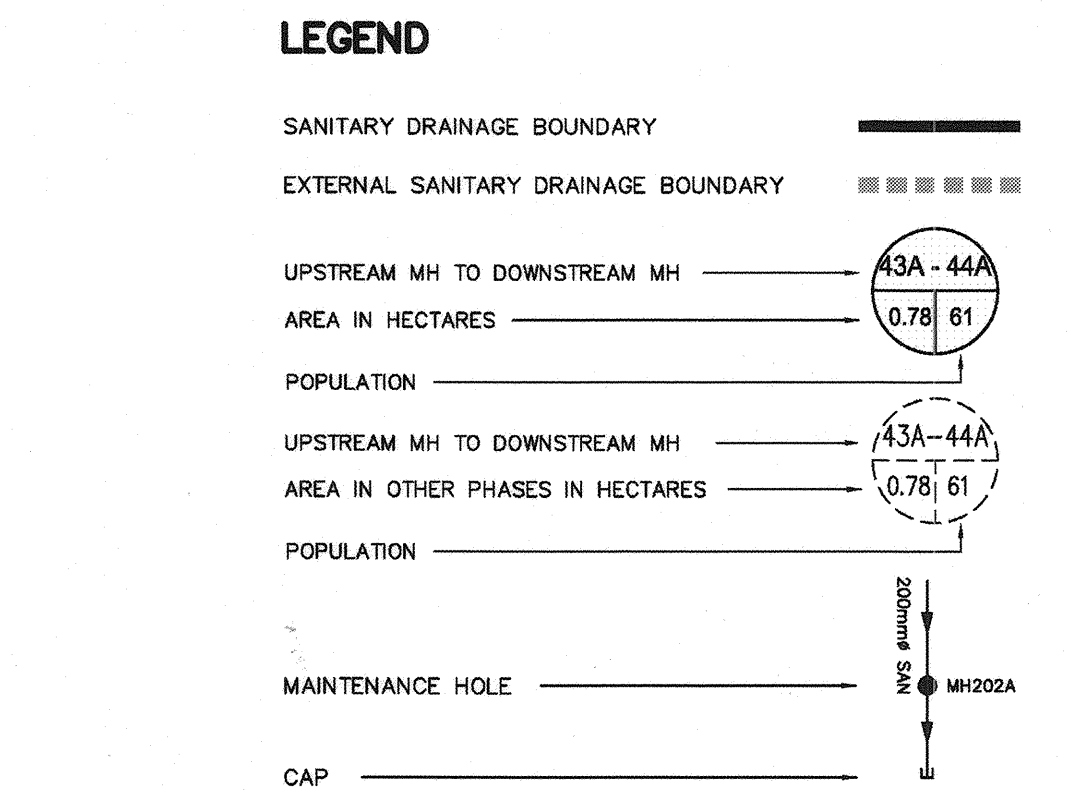 LEGEND
SANITARY DRAINAGE BOUNDARY
EXTERNAL SANITARY DRAINAGE BOUNDARY
UPSTREAM MH TO DOWNSTREAM MH
43A - 44A
AREA IN HECTARES
0.78 61
POPULATION
UPSTREAM MH TO DOWNSTREAM MH
43A-44A
AREA IN OTHER PHASES IN HECTARES
0.78 61
POPULATION
200mmø SAN
MAINTENANCE HOLE
MH202A
CAP